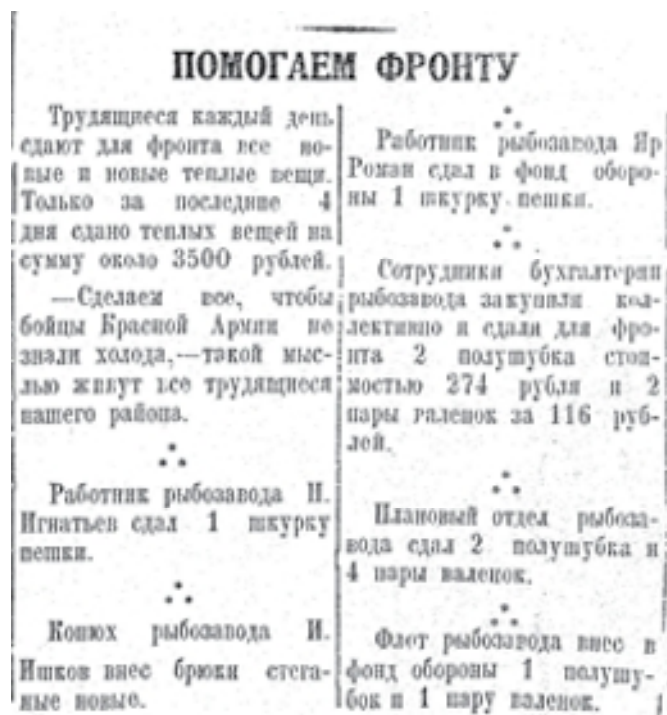 ПОМОГАЕМ ФРОНТУ
Трудящиеся каждый день
сдают для фронта все но-
вые и новые теплые вещи.
Только за последние 4
дня сдано теплых вещей на
сумму около 3500 рублей.
—Сделаем все, чтобы
бойцы Красной Армии не
знали холода,—такой мыс-
лью живут все трудящиеся
нашего района.
Работник рыбозавода И.
Игнатьев сдал 1 шкурку
пешки.
Конюх рыбозавода И.
Ишков внес брюки стега-
ные новые.
Работник рыбозавода Яр
Роман сдал в фонд оборо-
ны 1 шкурку пешки.
Сотрудники бухгалтерии
рыбозавода закупили кол-
лективно и сдали для фро-
нта 2 полушубка стои-
мостью 274 рубля и 2
пары валенок за 116 руб-
лей.
Плановый отдел рыбоза-
вода сдал 2 полушубка и
4 пары валенок.
Флот рыбозавода внес в
фонд обороны 1 полушу-
бок и 1 пару валенок.